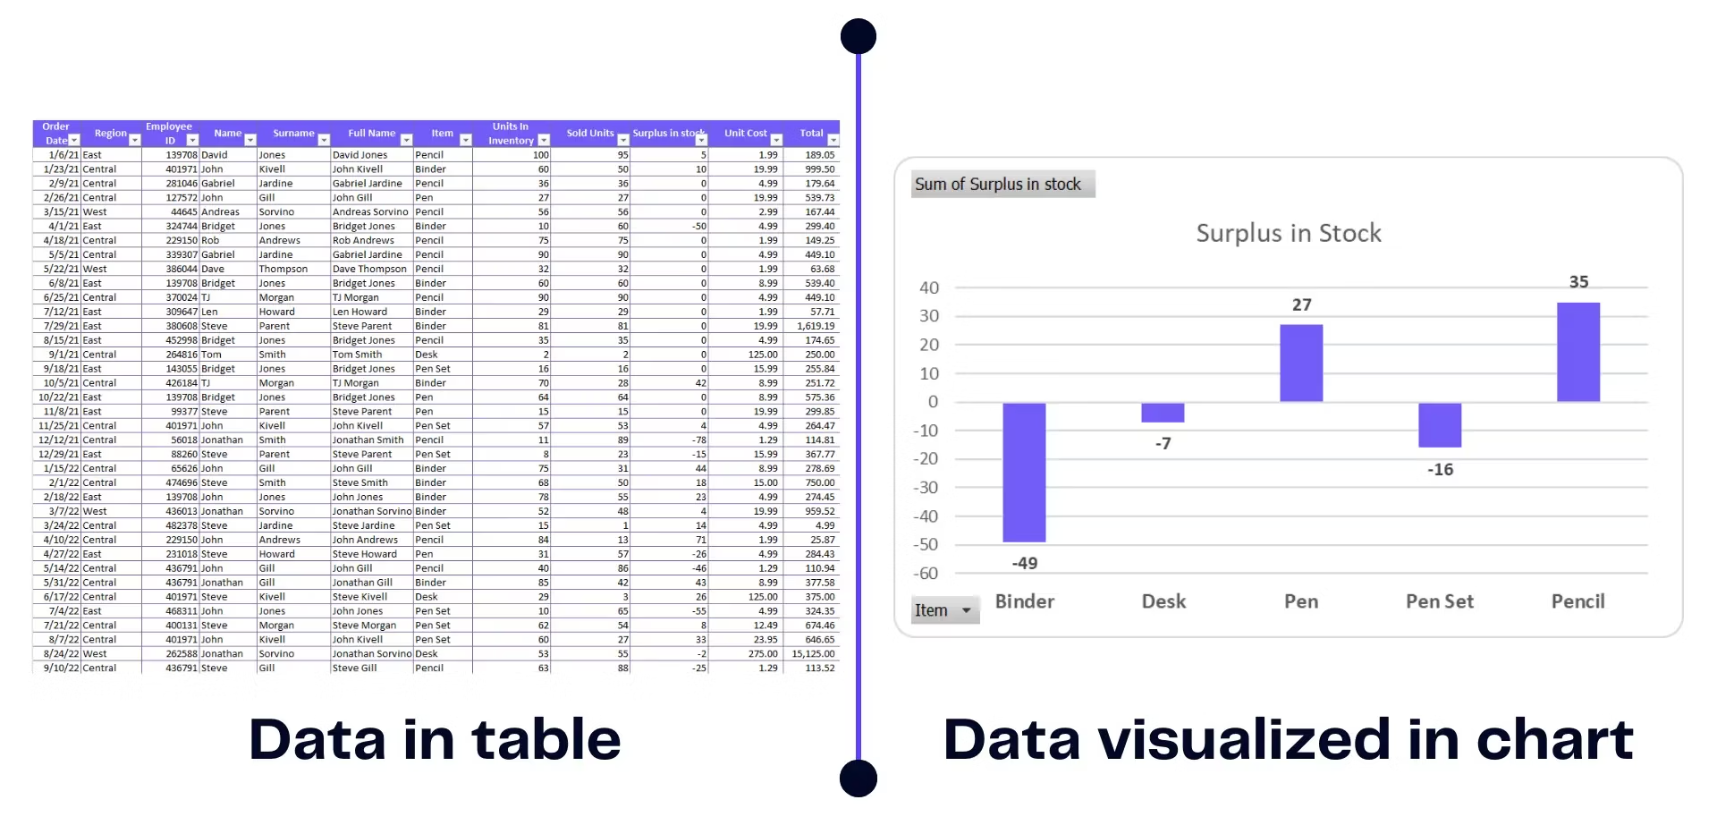 Order Date Region Employee ID Name Surname Full Name Item Units In Inventory Sold Units Surplus in stock Unit Cost Total
1/6/21 East 139708 David Jones David Jones Pencil 100 95 5 1.99 189.05
1/23/21 Central 401971 John Kivell John Kivell Binder 60 50 10 19.99 999.50
2/9/21 Central 281046 Gabriel Jardine Gabriel Jardine Pencil 36 36 0 4.99 179.64
2/26/21 Central 127572 John Gill John Gill Pen 27 27 0 19.99 539.73
3/15/21 West 44645 Andreas Sorvino Andreas Sorvino Pencil 56 56 0 2.99 167.44
4/1/21 East 324744 Bridget Jones Bridget Jones Binder 10 60 -50 4.99 299.40
4/18/21 Central 229150 Rob Andrews Rob Andrews Pencil 75 75 0 1.99 149.25
5/5/21 Central 339307 Gabriel Jardine Gabriel Jardine Pencil 90 90 0 4.99 449.10
5/22/21 West 386044 Dave Thompson Dave Thompson Pencil 32 32 0 1.99 63.68
6/8/21 East 139708 Bridget Jones Bridget Jones Binder 60 60 0 8.99 539.40
6/25/21 Central 370024 TJ Morgan TJ Morgan Pencil 90 90 0 4.99 449.10
7/12/21 East 309647 Len Howard Len Howard Binder 29 29 0 1.99 57.71
7/29/21 East 380608 Steve Parent Steve Parent Binder 81 81 0 19.99 1,619.19
8/15/21 East 452998 Bridget Jones Bridget Jones Pencil 35 35 0 4.99 174.65
9/1/21 Central 264816 Tom Smith Tom Smith Desk 2 2 0 125.00 250.00
9/18/21 East 143055 Bridget Jones Bridget Jones Pen Set 16 16 0 15.99 255.84
10/5/21 Central 426184 TJ Morgan TJ Morgan Binder 70 28 42 8.99 251.72
10/22/21 East 139708 Bridget Jones Bridget Jones Pen 64 64 0 8.99 575.36
11/8/21 East 99377 Steve Parent Steve Parent Pen 15 15 0 19.99 299.85
11/25/21 Central 401971 John Kivell John Kivell Pen Set 57 53 4 4.99 264.47
12/12/21 Central 56018 Jonathan Smith Jonathan Smith Pencil 11 89 -78 1.29 114.81
12/29/21 East 88260 Steve Parent Steve Parent Pen Set 8 23 -15 15.99 367.77
1/15/22 Central 65626 John Gill John Gill Binder 75 31 44 8.99 278.69
2/1/22 Central 474696 Steve Smith Steve Smith Binder 68 50 18 15.00 750.00
2/18/22 East 139708 John Jones John Jones Binder 78 55 23 4.99 274.45
3/7/22 West 436013 Jonathan Sorvino Jonathan Sorvino Binder 52 48 4 19.99 959.52
3/24/22 Central 482378 Steve Jardine Steve Jardine Pen Set 15 1 14 4.99 4.99
4/10/22 Central 229150 John Andrews John Andrews Pencil 84 13 71 1.99 25.87
4/27/22 East 231018 Steve Howard Steve Howard Pen 31 57 -26 4.99 284.43
5/14/22 Central 436791 John Gill John Gill Pencil 40 86 -46 1.29 110.94
5/31/22 Central 436791 Jonathan Gill Jonathan Gill Binder 85 42 43 8.99 377.58
6/17/22 Central 401971 Steve Kivell Steve Kivell Desk 29 3 26 125.00 375.00
7/4/22 East 468311 John Jones John Jones Pen Set 10 65 -55 4.99 324.35
7/21/22 Central 400131 Steve Morgan Steve Morgan Pen Set 62 54 8 12.49 674.46
8/7/22 Central 401971 John Kivell John Kivell Pen Set 60 27 33 23.95 646.65
8/24/22 West 262588 Jonathan Sorvino Jonathan Sorvino Desk 53 55 -2 275.00 15,125.00
9/10/22 Central 436791 Steve Gill Steve Gill Pencil 63 88 -25 1.29 113.52
Data in table
Sum of Surplus in stock
Surplus in Stock
35
40
27
30
20
10
0
-10
-7
-20
-16
-30
-40
-50
-49
-60
Binder Desk Pen Pen Set Pencil
Item
Data visualized in chart